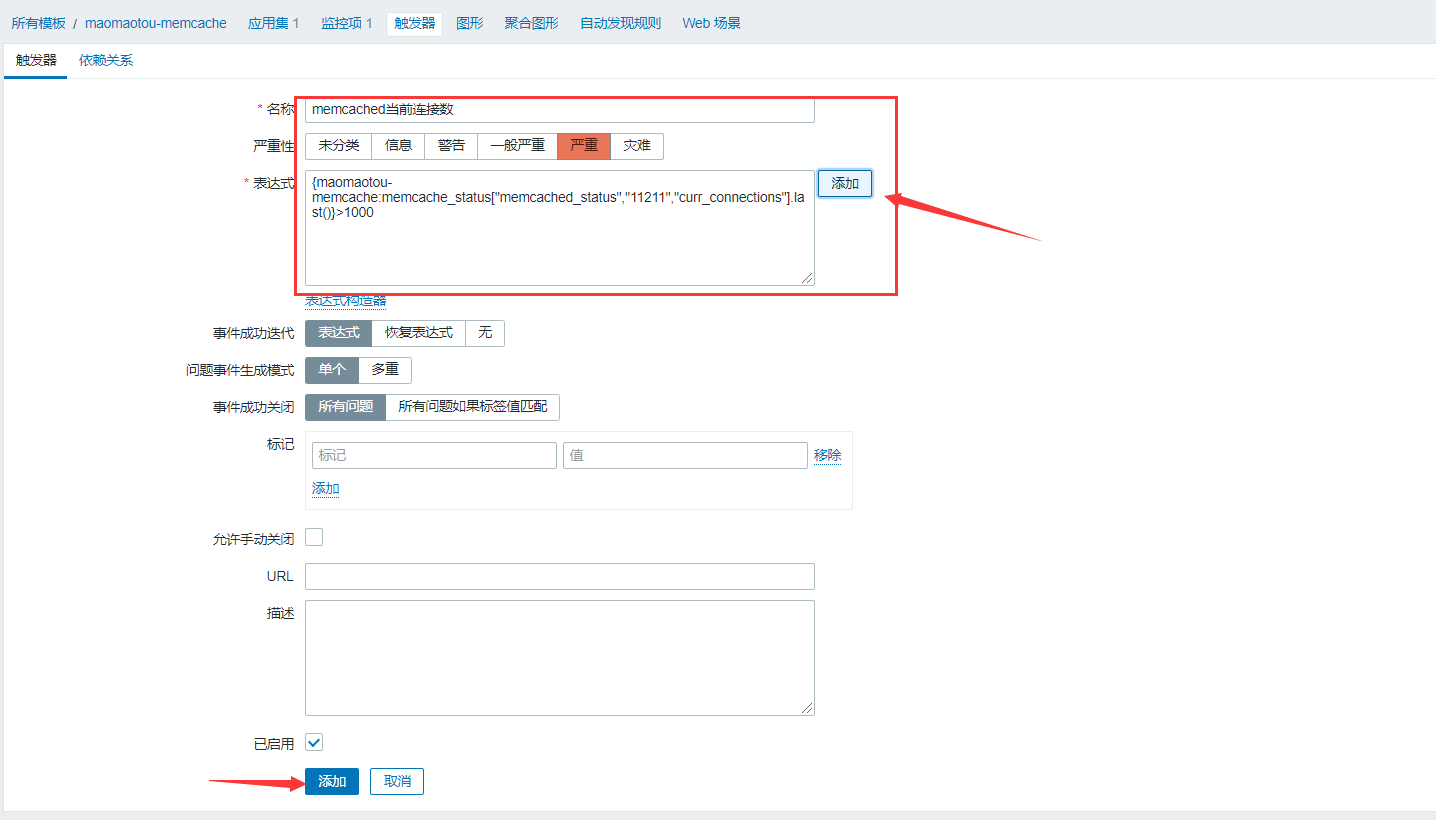 所有模板 / maomaotou-memcache 应用集 1 监控项 1 触发器 图形 聚合图形 自动发现规则 Web 场景
触发器 依赖关系
* 名称 memcached当前连接数
严重性 未分类 信息 警告 一般严重 严重 灾难
* 表达式 {maomaotou- 添加
memcache:memcache_status["memcached_status","11211","curr_connections"].la
st()}>1000
表达式构造器
事件成功迭代 表达式 恢复表达式 无
问题事件生成模式 单个 多重
事件成功关闭 所有问题 所有问题如果标签值匹配
标记 标记 值 移除
添加
允许手动关闭
URL
描述
已启用
添加 取消